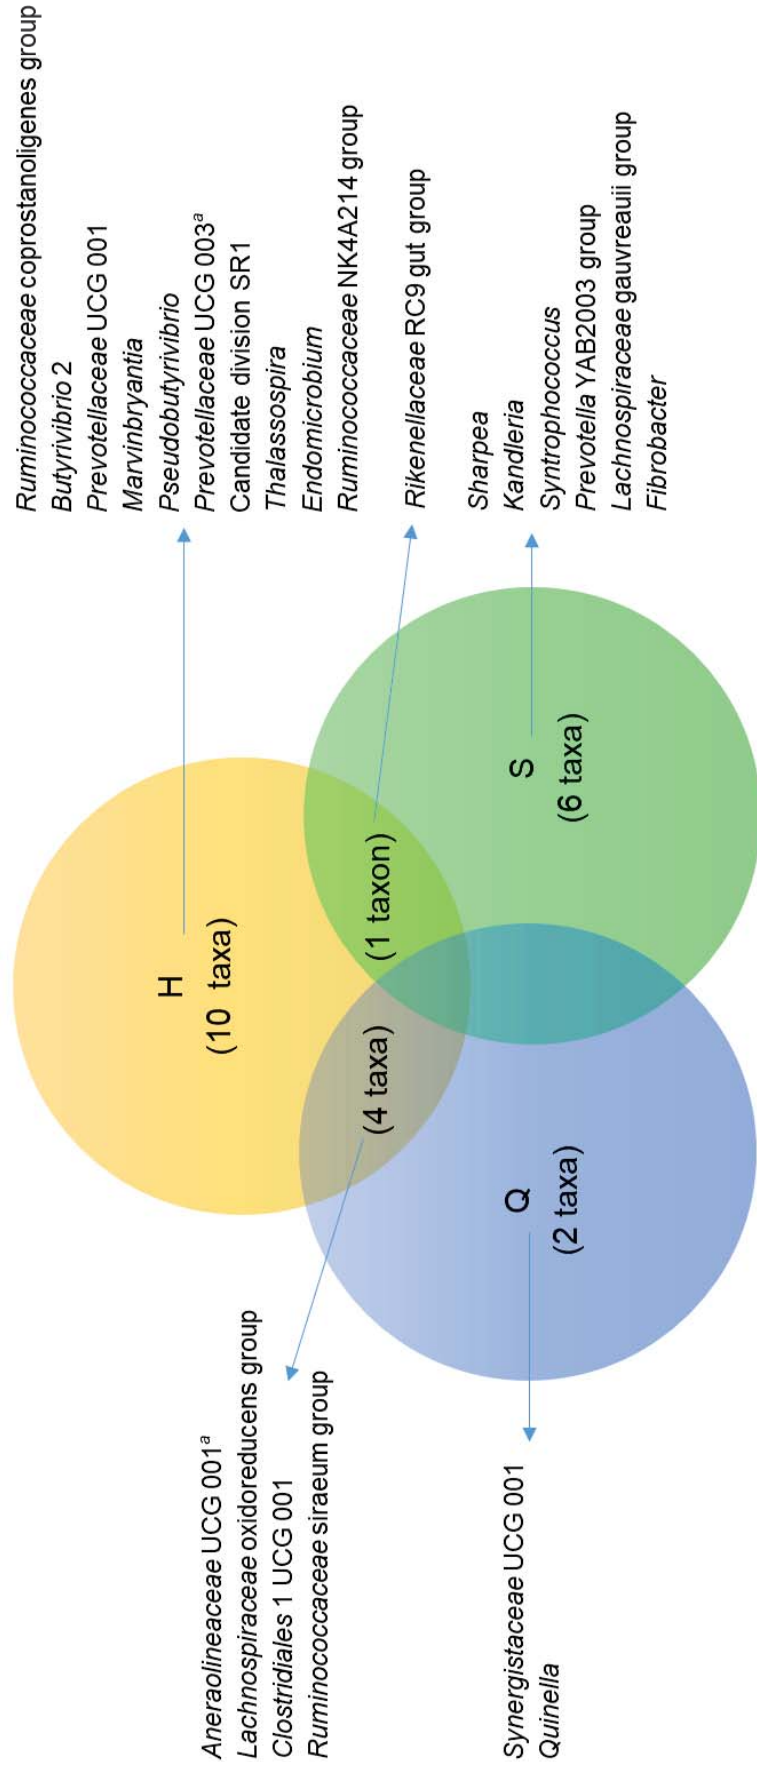 Ruminococcaceae coprostanoligenes group
Butyrivibrio 2
Prevotellaceae UCG 001
Marvinbryantia
Pseudobutyrivibrio
Prevotellaceae UCG 003ᵃ
Candidate division SR1
Thalassospira
Endomicrobium
Ruminococcaceae NK4A214 group
H
(10 taxa)
Aneraolineaceae UCG 001ᵃ
Lachnospiraceae oxidoreducens group
Clostridiales 1 UCG 001
Ruminococcaceae siraeum group
(4 taxa)
(1 taxon)
Rikenellaceae RC9 gut group
Synergistaceae UCG 001
Quinella
Q
(2 taxa)
S
(6 taxa)
Sharpea
Kandleria
Syntrophococcus
Prevotella YAB2003 group
Lachnospiraceae gauvreauii group
Fibrobacter